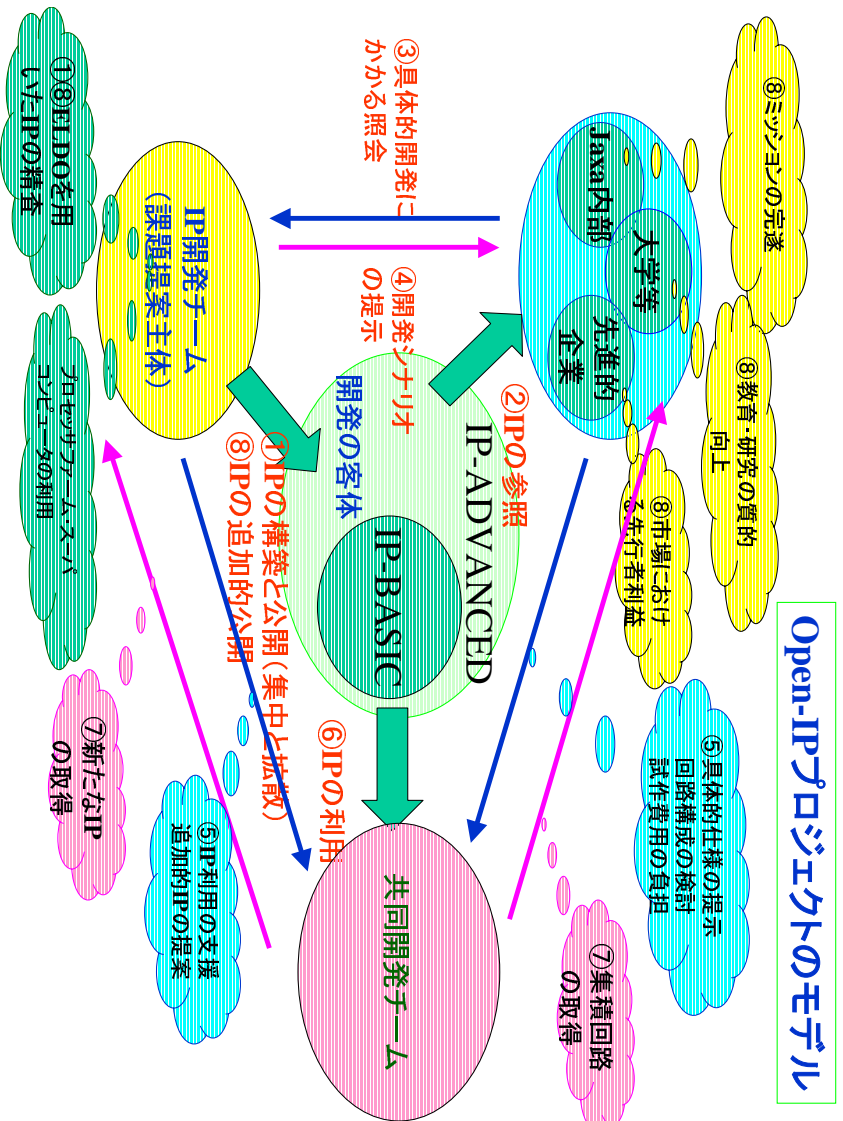 Open-IPプロジェクトのモデル
⑧ミッションの完遂
⑧教育・研究の質的
向上
⑧市場におけ
る先行者利益
⑤具体的仕様の提示
回路構成の検討
試作費用の負担
⑦集積回路
の取得
Jaxa内部
大学等
先進的
企業
③具体的開発に
かかる照会
④開発シナリオ
の提示
②IPの参照
IP-ADVANCED
開発の客体
IP-BASIC
⑥IPの利用
共同開発チーム
IP開発チーム
(課題提案主体)
①IPの構築と公開(集中と拡散)
⑧IPの追加的公開
①⑧ELDOを用
いたIPの精査
プロセッサファーム・スーパ
コンピュータの利用
⑦新たなIP
の取得
⑤IP利用の支援
追加的IPの提案